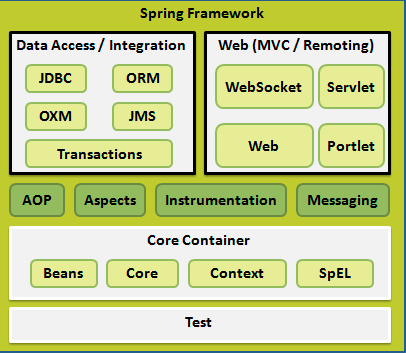 Spring Framework
Data Access / Integration
JDBC
ORM
OXM
JMS
Transactions
Web (MVC / Remoting)
WebSocket
Servlet
Web
Portlet
AOP
Aspects
Instrumentation
Messaging
Core Container
Beans
Core
Context
SpEL
Test